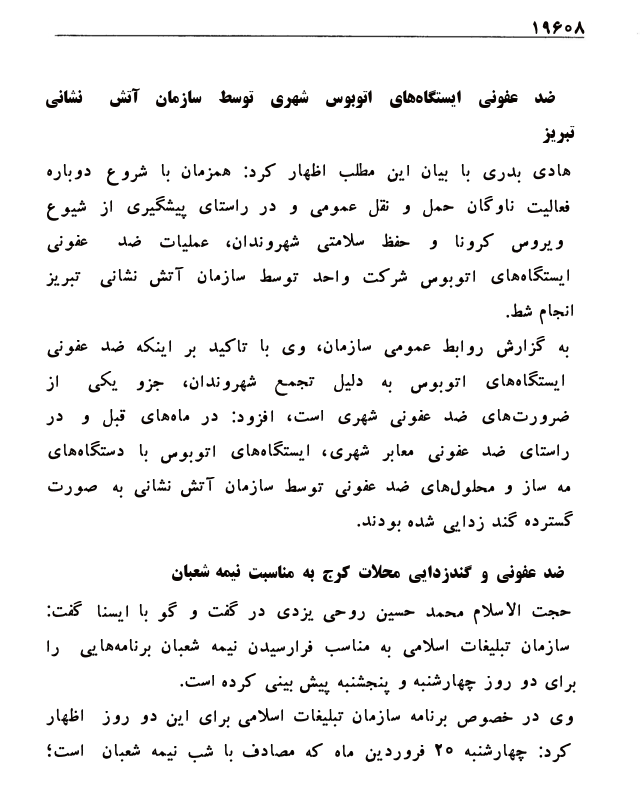 ۱۹۶۰۸
ضد عفونی ایستگاه‌های اتوبوس شهری توسط سازمان آتش نشانی
تبریز
هادی بدری با بیان این مطلب اظهار کرد: همزمان با شروع دوباره
فعالیت ناوگان حمل و نقل عمومی و در راستای پیشگیری از شیوع
ویروس کرونا و حفظ سلامتی شهروندان، عملیات ضد عفونی
ایستگاه‌های اتوبوس شرکت واحد توسط سازمان آتش نشانی تبریز
انجام شط.
به گزارش روابط عمومی سازمان، وی با تاکید بر اینکه ضد عفونی
ایستگاه‌های اتوبوس به دلیل تجمع شهروندان، جزو یکی از
ضرورت‌های ضد عفونی شهری است، افزود: در ماه‌های قبل و در
راستای ضد عفونی معابر شهری، ایستگاه‌های اتوبوس با دستگاه‌های
مه ساز و محلول‌های ضد عفونی توسط سازمان آتش نشانی به صورت
گسترده گند زدایی شده بودند.
ضد عفونی و گندزدایی محلات کرج به مناسبت نیمه شعبان
حجت الاسلام محمد حسین روحی یزدی در گفت و گو با ایسنا گفت:
سازمان تبلیغات اسلامی به مناسب فرارسیدن نیمه شعبان برنامه‌هایی را
برای دو روز چهارشنبه و پنجشنبه پیش بینی کرده است.
وی در خصوص برنامه سازمان تبلیغات اسلامی برای این دو روز اظهار
کرد: چهارشنبه ۲۰ فروردین ماه که مصادف با شب نیمه شعبان است؛